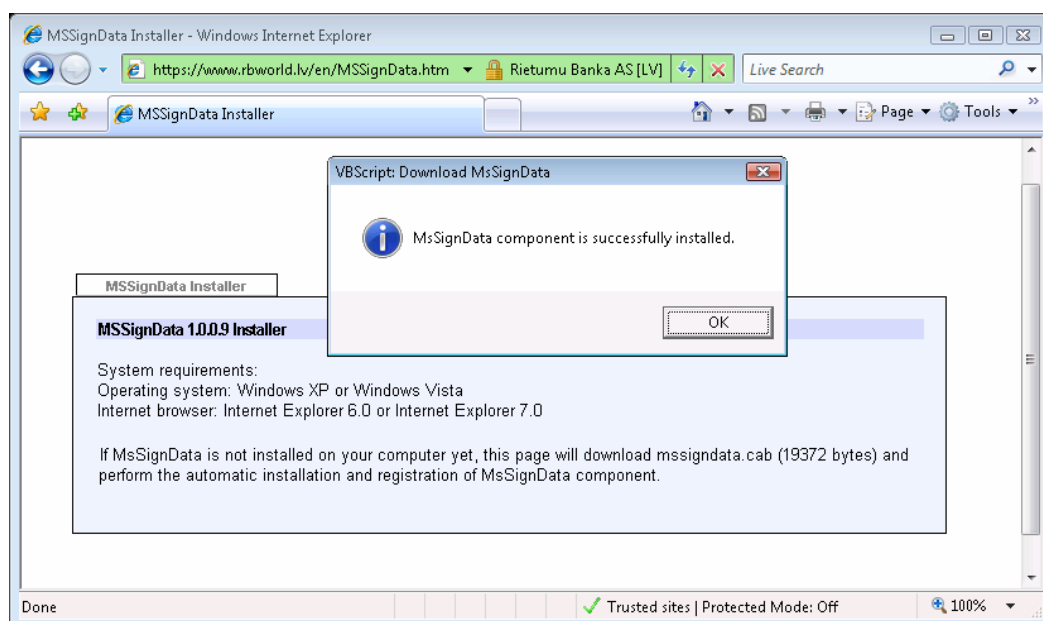 MSSignData Installer - Windows Internet Explorer
https://www.rbworld.lv/en/MSSignData.htm
Rietumu Banka AS [LV]
Live Search
MSSignData Installer
Page
Tools
VBScript: Download MsSignData
MsSignData component is successfully installed.
OK
MSSignData Installer
MSSignData 1.0.0.9 Installer
System requirements:
Operating system: Windows XP or Windows Vista
Internet browser: Internet Explorer 6.0 or Internet Explorer 7.0
If MsSignData is not installed on your computer yet, this page will download mssigndata.cab (19372 bytes) and
perform the automatic installation and registration of MsSignData component.
Done
Trusted sites | Protected Mode: Off
100%